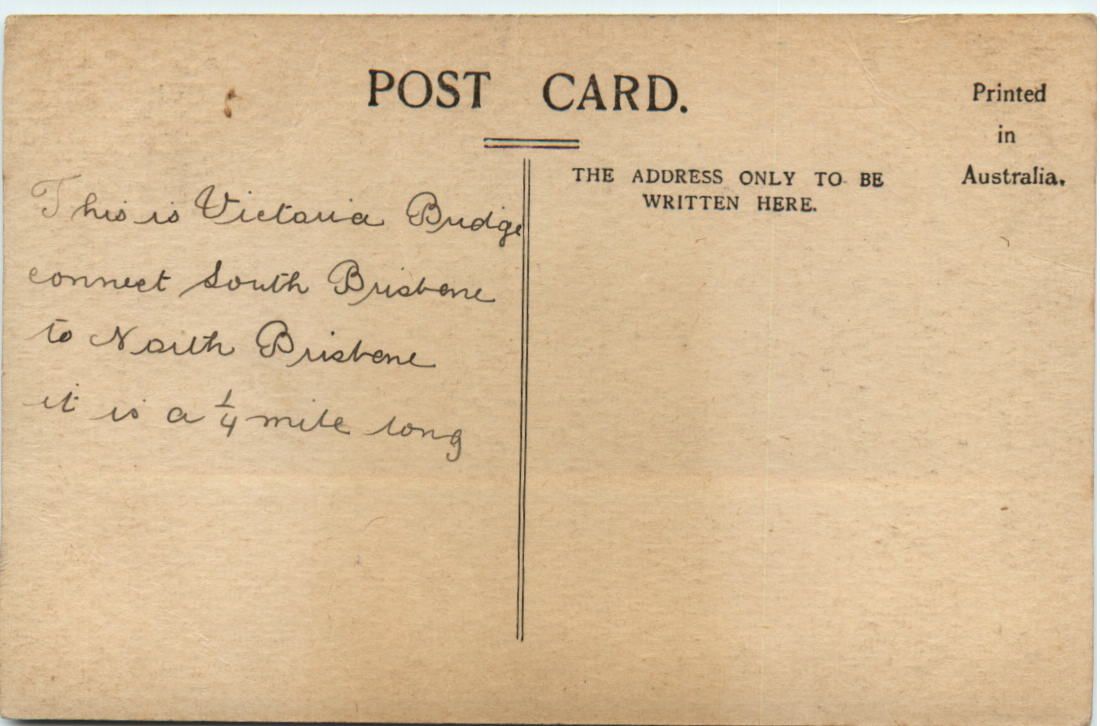 POST CARD.
Printed
in
Australia.
THE ADDRESS ONLY TO BE
WRITTEN HERE.
This is Victoria Bridge
connect South Brisbane
to North Brisbane
it is a 1/4 mile long